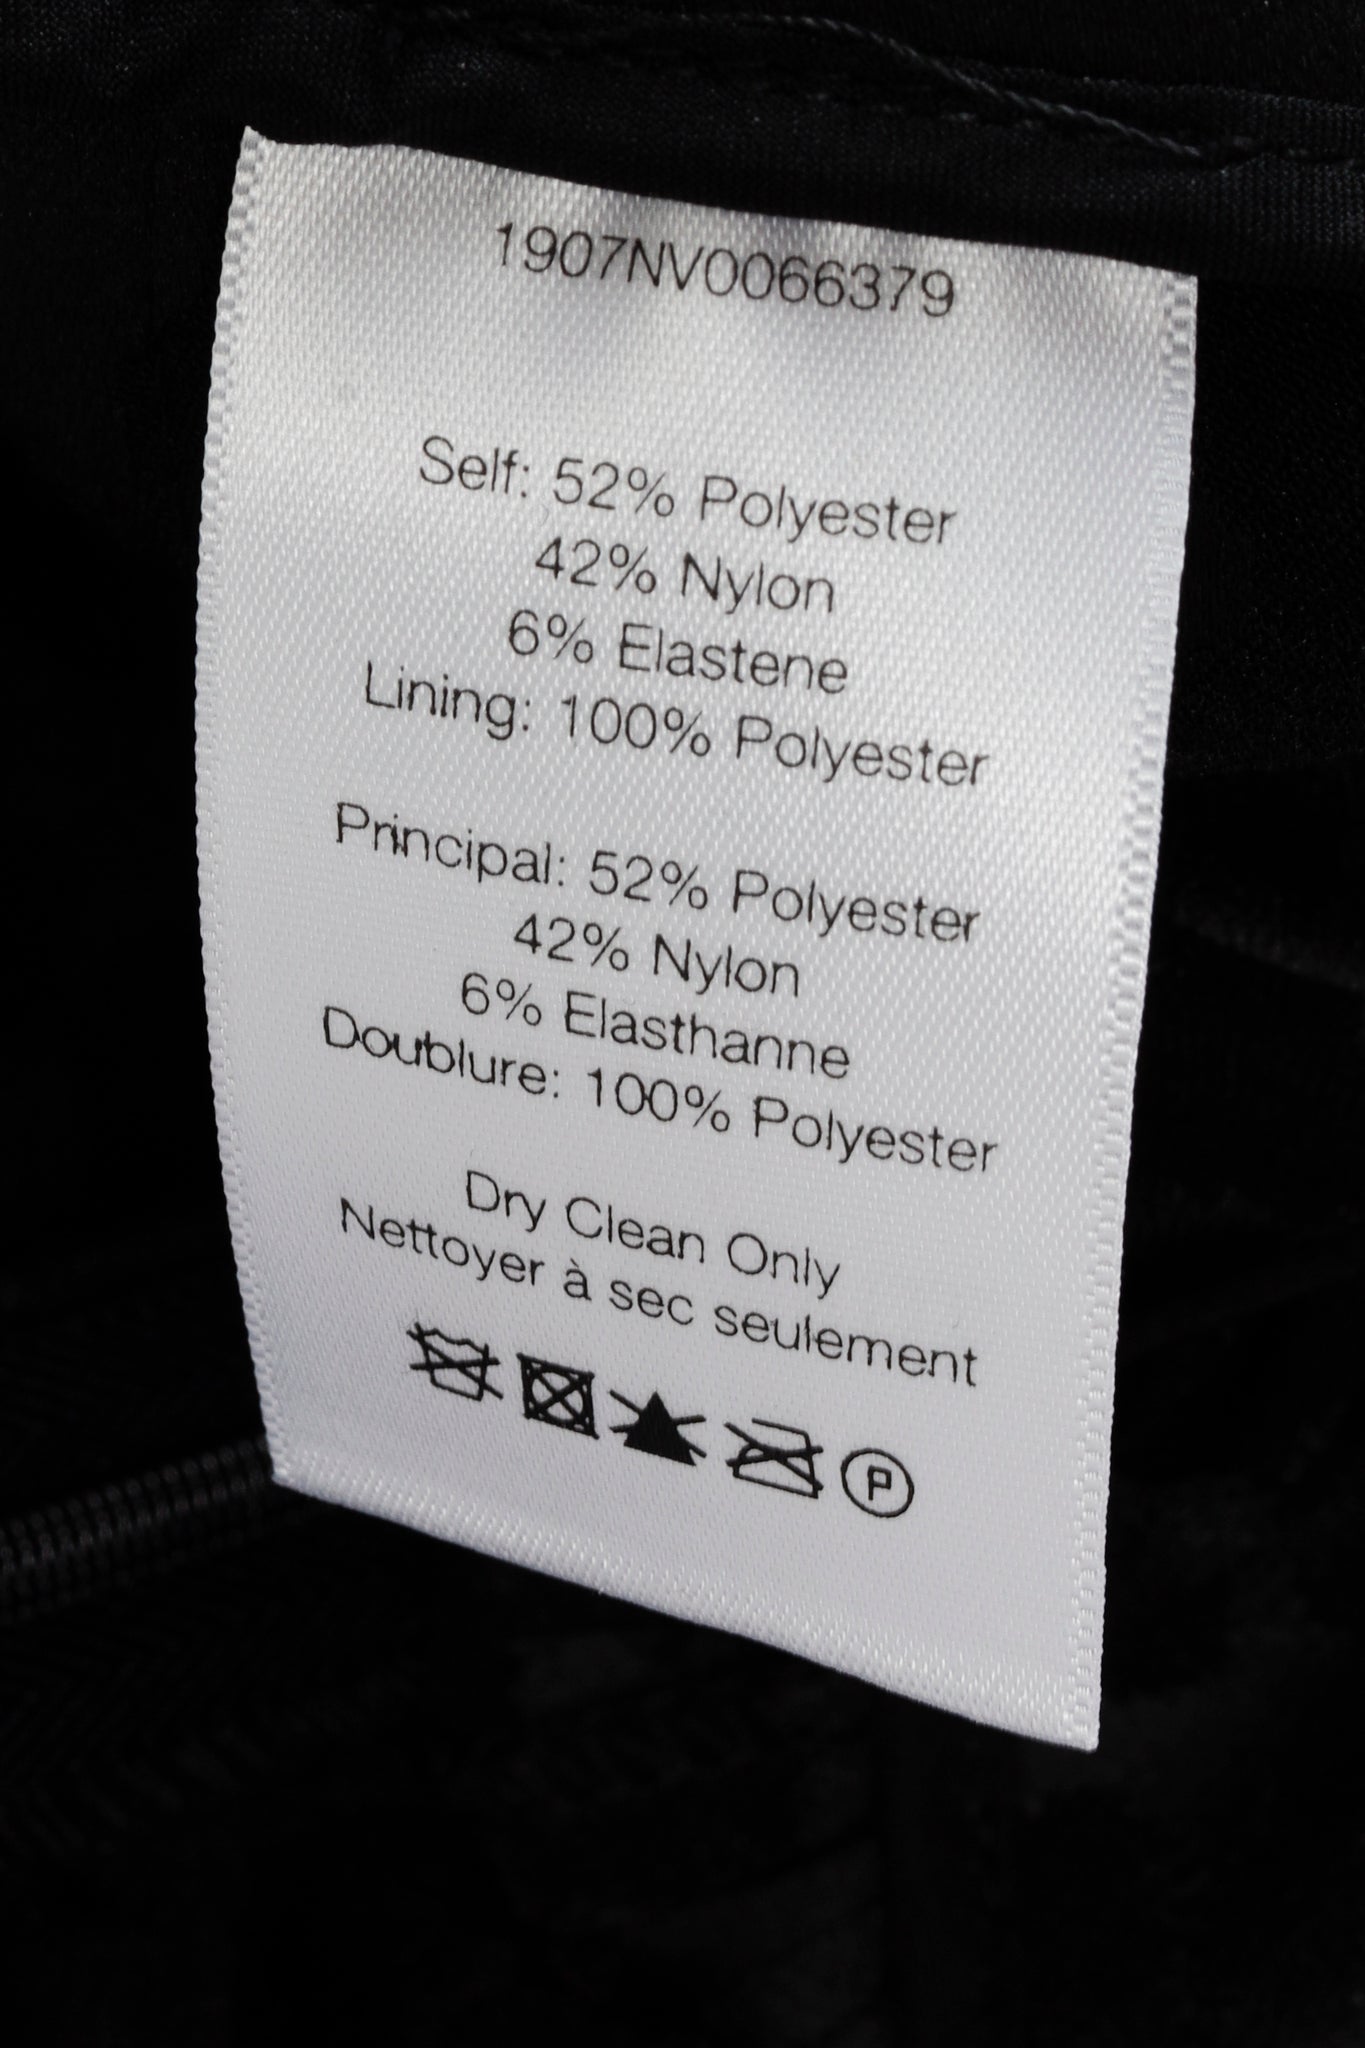 1907NV0066379
Self: 52% Polyester
42% Nylon
6% Elastene
Lining: 100% Polyester
Principal: 52% Polyester
42% Nylon
6% Elasthanne
Doublure: 100% Polyester
Dry Clean Only
Nettoyer à sec seulement
P